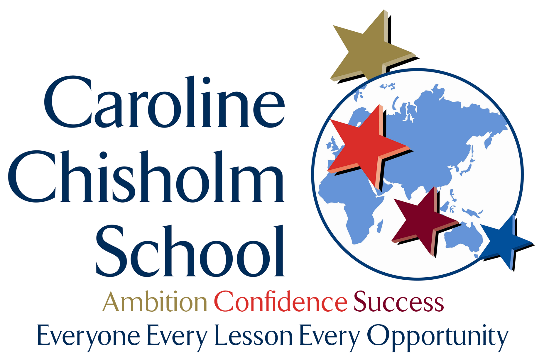 Caroline
Chisholm
School
Ambition Confidence Success
Everyone Every Lesson Every Opportunity